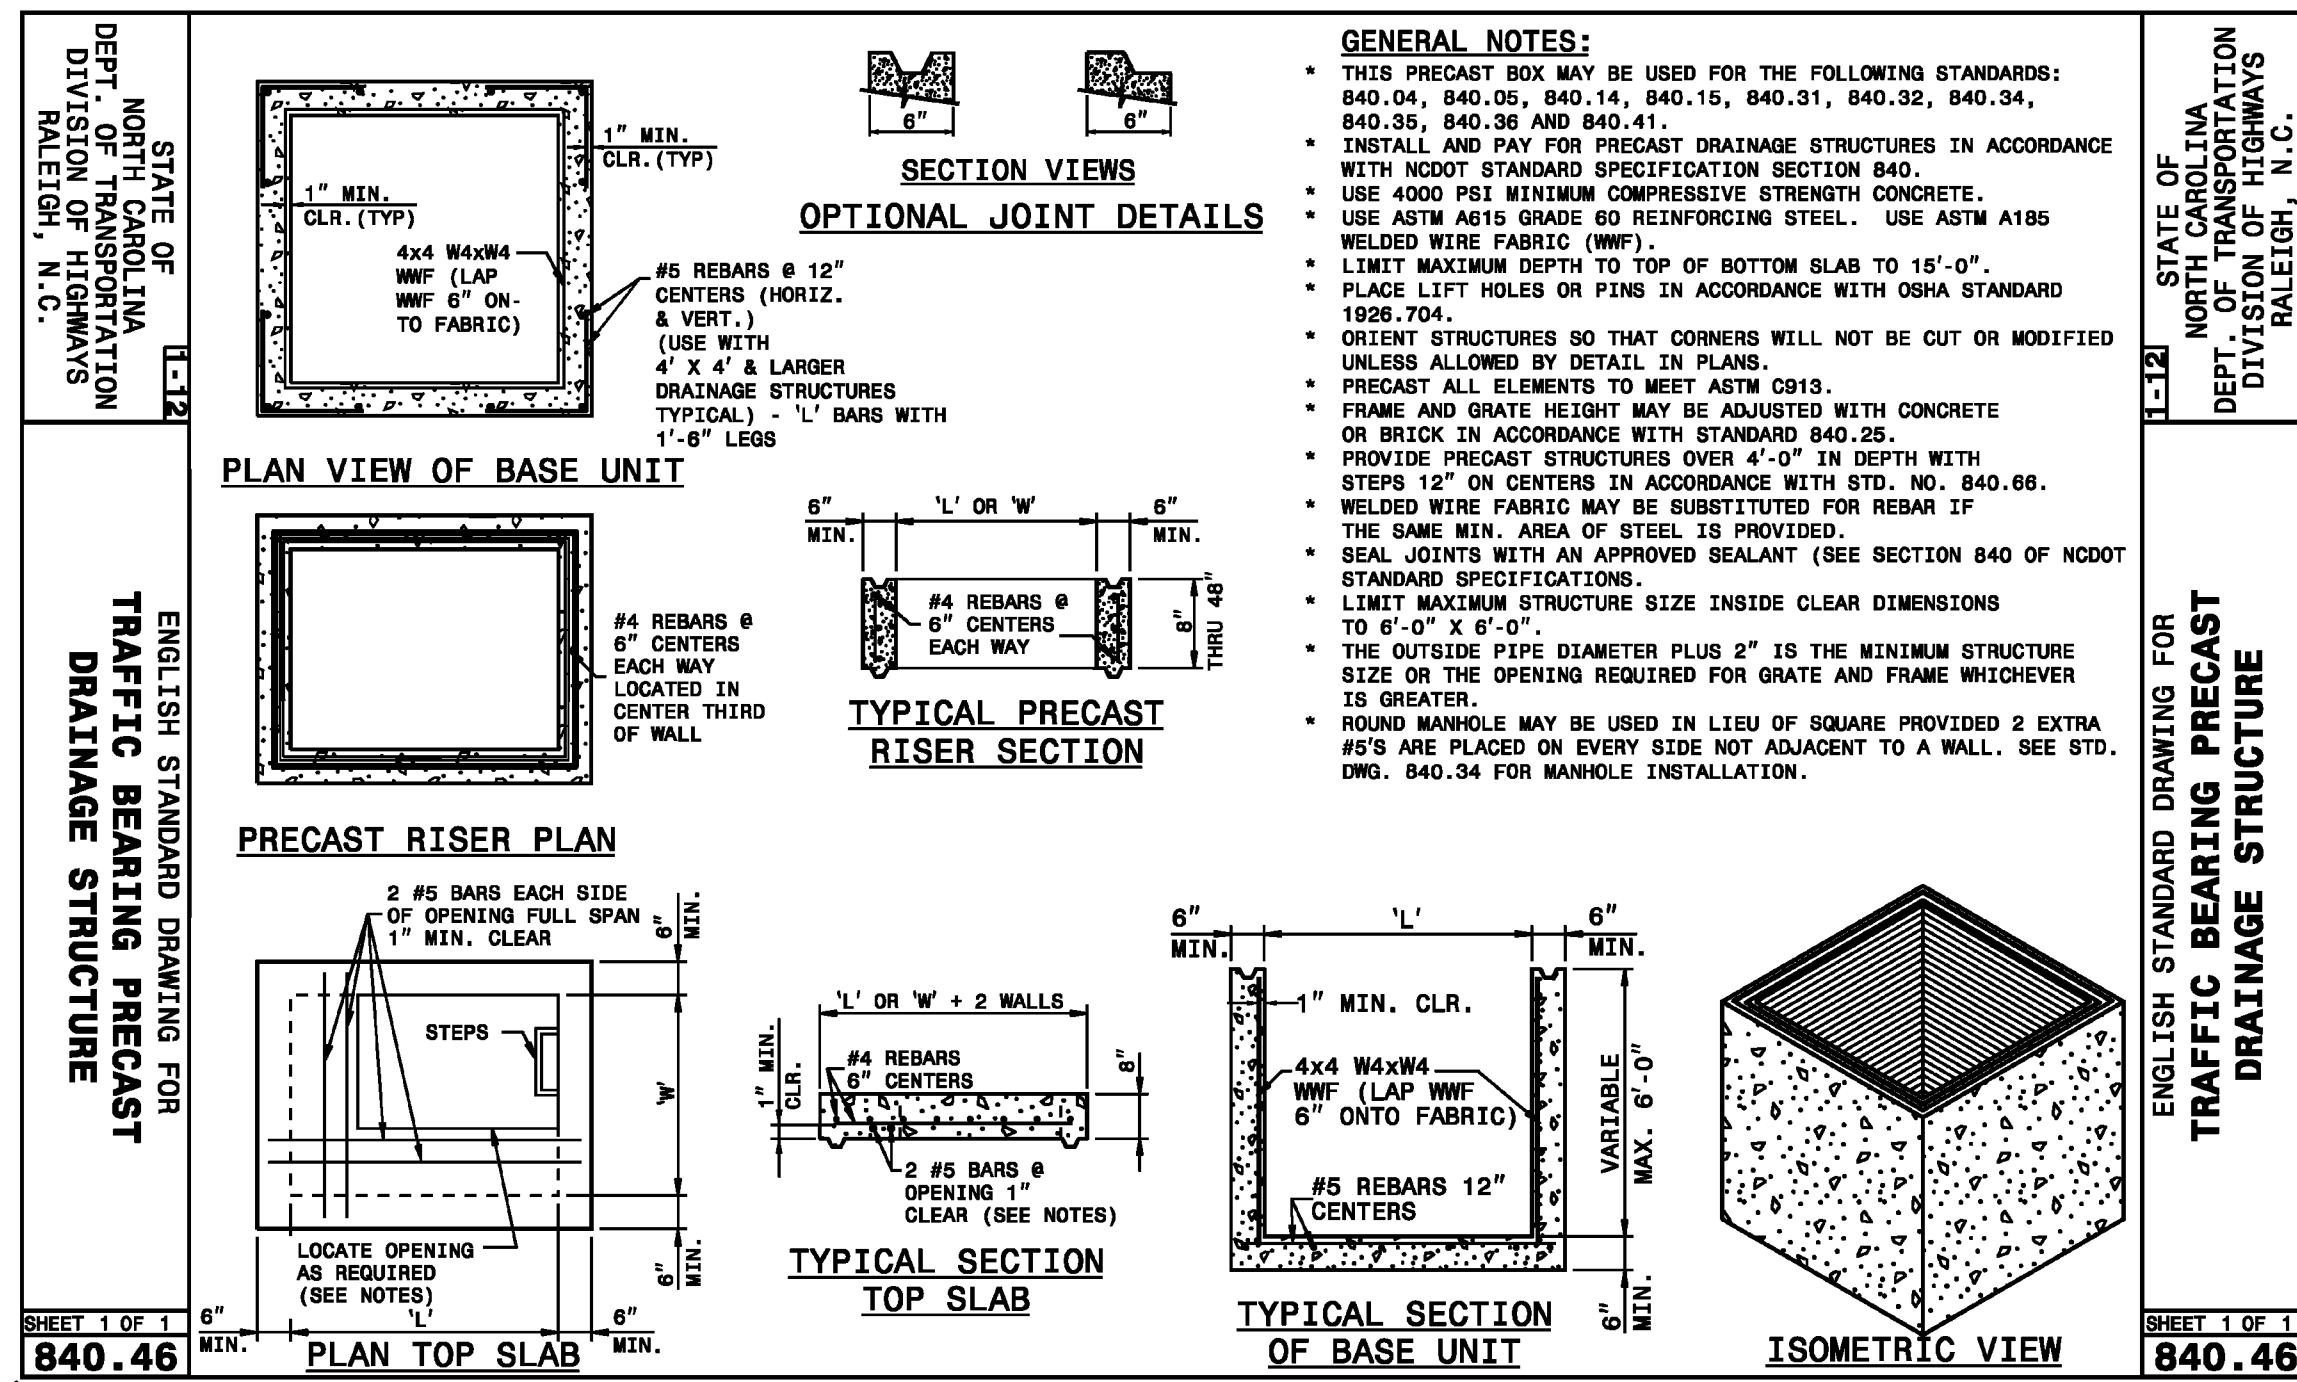 STATE OF
NORTH CAROLINA
DEPT. OF TRANSPORTATION
DIVISION OF HIGHWAYS
RALEIGH, N.C.
1-12
ENGLISH STANDARD DRAWING FOR
TRAFFIC BEARING PRECAST
DRAINAGE STRUCTURE
SHEET 1 OF 1
840.46
1" MIN.
CLR.(TYP)
1" MIN.
CLR.(TYP)
4x4 W4xW4
WWF (LAP
WWF 6" ON-
TO FABRIC)
#5 REBARS @ 12"
CENTERS (HORIZ.
& VERT.)
(USE WITH
4' X 4' & LARGER
DRAINAGE STRUCTURES
TYPICAL) - 'L' BARS WITH
1'-6" LEGS
PLAN VIEW OF BASE UNIT
6"
6"
SECTION VIEWS
OPTIONAL JOINT DETAILS
#4 REBARS @
6" CENTERS
EACH WAY
LOCATED IN
CENTER THIRD
OF WALL
PRECAST RISER PLAN
6"
MIN.
'L' OR 'W'
6"
MIN.
#4 REBARS @
6" CENTERS
EACH WAY
8"
THRU 48"
TYPICAL PRECAST
RISER SECTION
2 #5 BARS EACH SIDE
OF OPENING FULL SPAN
1" MIN. CLEAR
6"
MIN.
STEPS
'W'
LOCATE OPENING
AS REQUIRED
(SEE NOTES)
6"
MIN.
6"
MIN.
'L'
6"
MIN.
PLAN TOP SLAB
'L' OR 'W' + 2 WALLS
1" MIN.
CLR.
#4 REBARS
6" CENTERS
8"
2 #5 BARS @
OPENING 1"
CLEAR (SEE NOTES)
TYPICAL SECTION
TOP SLAB
6"
MIN.
'L'
6"
MIN.
1" MIN. CLR.
4x4 W4xW4
WWF (LAP WWF
6" ONTO FABRIC)
VARIABLE
MAX. 6'-0"
#5 REBARS 12"
CENTERS
6"
MIN.
TYPICAL SECTION
OF BASE UNIT
ISOMETRIC VIEW
GENERAL NOTES:
* THIS PRECAST BOX MAY BE USED FOR THE FOLLOWING STANDARDS:
840.04, 840.05, 840.14, 840.15, 840.31, 840.32, 840.34,
840.35, 840.36 AND 840.41.
* INSTALL AND PAY FOR PRECAST DRAINAGE STRUCTURES IN ACCORDANCE
WITH NCDOT STANDARD SPECIFICATION SECTION 840.
* USE 4000 PSI MINIMUM COMPRESSIVE STRENGTH CONCRETE.
* USE ASTM A615 GRADE 60 REINFORCING STEEL. USE ASTM A185
WELDED WIRE FABRIC (WWF).
* LIMIT MAXIMUM DEPTH TO TOP OF BOTTOM SLAB TO 15'-0".
* PLACE LIFT HOLES OR PINS IN ACCORDANCE WITH OSHA STANDARD
1926.704.
* ORIENT STRUCTURES SO THAT CORNERS WILL NOT BE CUT OR MODIFIED
UNLESS ALLOWED BY DETAIL IN PLANS.
* PRECAST ALL ELEMENTS TO MEET ASTM C913.
* FRAME AND GRATE HEIGHT MAY BE ADJUSTED WITH CONCRETE
OR BRICK IN ACCORDANCE WITH STANDARD 840.25.
* PROVIDE PRECAST STRUCTURES OVER 4'-0" IN DEPTH WITH
STEPS 12" ON CENTERS IN ACCORDANCE WITH STD. NO. 840.66.
* WELDED WIRE FABRIC MAY BE SUBSTITUTED FOR REBAR IF
THE SAME MIN. AREA OF STEEL IS PROVIDED.
* SEAL JOINTS WITH AN APPROVED SEALANT (SEE SECTION 840 OF NCDOT
STANDARD SPECIFICATIONS.
* LIMIT MAXIMUM STRUCTURE SIZE INSIDE CLEAR DIMENSIONS
TO 6'-0" X 6'-0".
* THE OUTSIDE PIPE DIAMETER PLUS 2" IS THE MINIMUM STRUCTURE
SIZE OR THE OPENING REQUIRED FOR GRATE AND FRAME WHICHEVER
IS GREATER.
* ROUND MANHOLE MAY BE USED IN LIEU OF SQUARE PROVIDED 2 EXTRA
#5'S ARE PLACED ON EVERY SIDE NOT ADJACENT TO A WALL. SEE STD.
DWG. 840.34 FOR MANHOLE INSTALLATION.
STATE OF
NORTH CAROLINA
DEPT. OF TRANSPORTATION
DIVISION OF HIGHWAYS
RALEIGH, N.C.
1-12
ENGLISH STANDARD DRAWING FOR
TRAFFIC BEARING PRECAST
DRAINAGE STRUCTURE
SHEET 1 OF 1
840.46